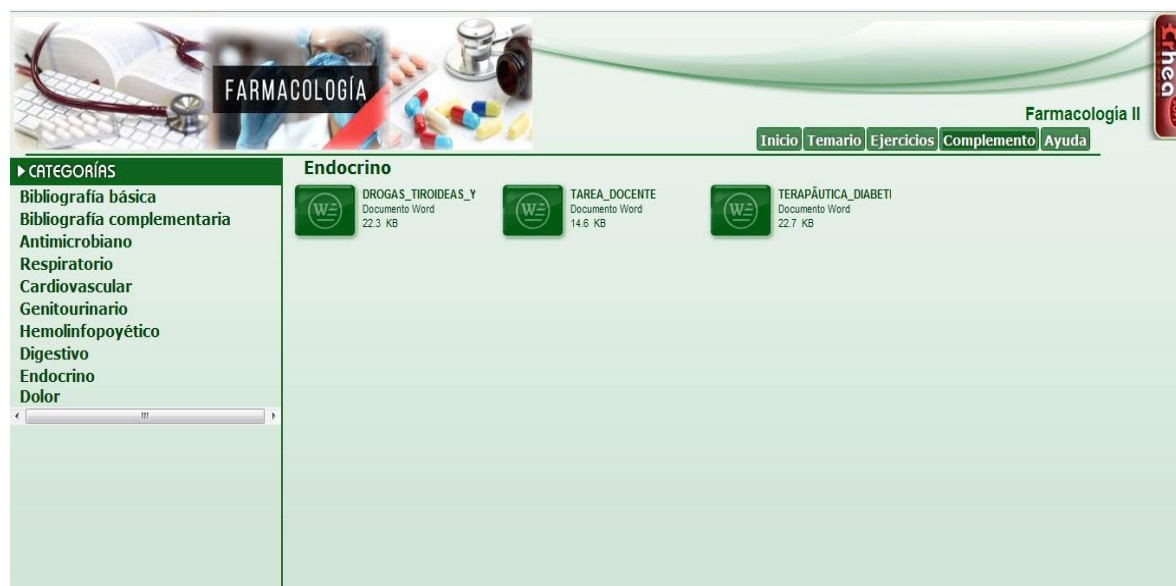 FARMACOLOGÍA
Crhea
Farmacología II
Inicio Temario Ejercicios Complemento Ayuda
CATEGORÍAS
Bibliografía básica
Bibliografía complementaria
Antimicrobiano
Respiratorio
Cardiovascular
Genitourinario
Hemolinfopoyético
Digestivo
Endocrino
Dolor
Endocrino
DROGAS_TIROIDEAS_Y
Documento Word
22.3 KB
TAREA_DOCENTE
Documento Word
14.6 KB
TERAPÃUTICA_DIABETI
Documento Word
22.7 KB